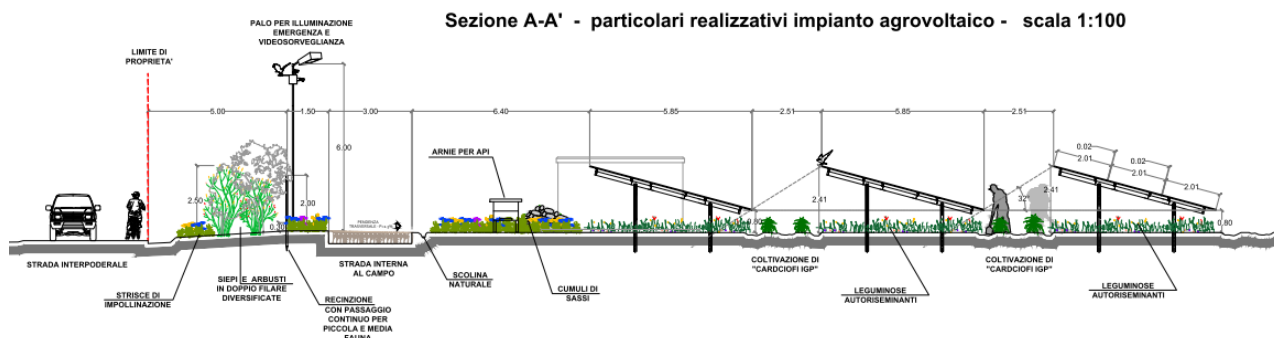 Sezione A-A' - particolari realizzativi impianto agrovoltaico - scala 1:100
PALO PER ILLUMINAZIONE
EMERGENZA E
VIDEOSORVEGLIANZA
LIMITE DI
PROPRIETA'
5.00
1.50
3.00
6.40
5.85
2.51
5.85
2.51
6.00
ARNIE PER API
0.02
2.01
0.02
2.01
2.01
2.50
2.00
0.30
PENDENZA
TRASVERSALE
0.80
2.41
32°
2.41
0.80
STRADA INTERPODERALE
SIEPI E ARBUSTI
IN DOPPIO FILARE
DIVERSIFICATE
STRADA INTERNA
AL CAMPO
SCOLINA
NATURALE
CUMULI DI
SASSI
COLTIVAZIONE DI
"CARDCIOFI IGP"
COLTIVAZIONE DI
"CARDCIOFI IGP"
STRISCE DI
IMPOLLINAZIONE
RECINZIONE
CON PASSAGGIO
CONTINUO PER
PICCOLA E MEDIA
FAUNA
LEGUMINOSE
AUTORISEMINANTI
LEGUMINOSE
AUTORISEMINANTI